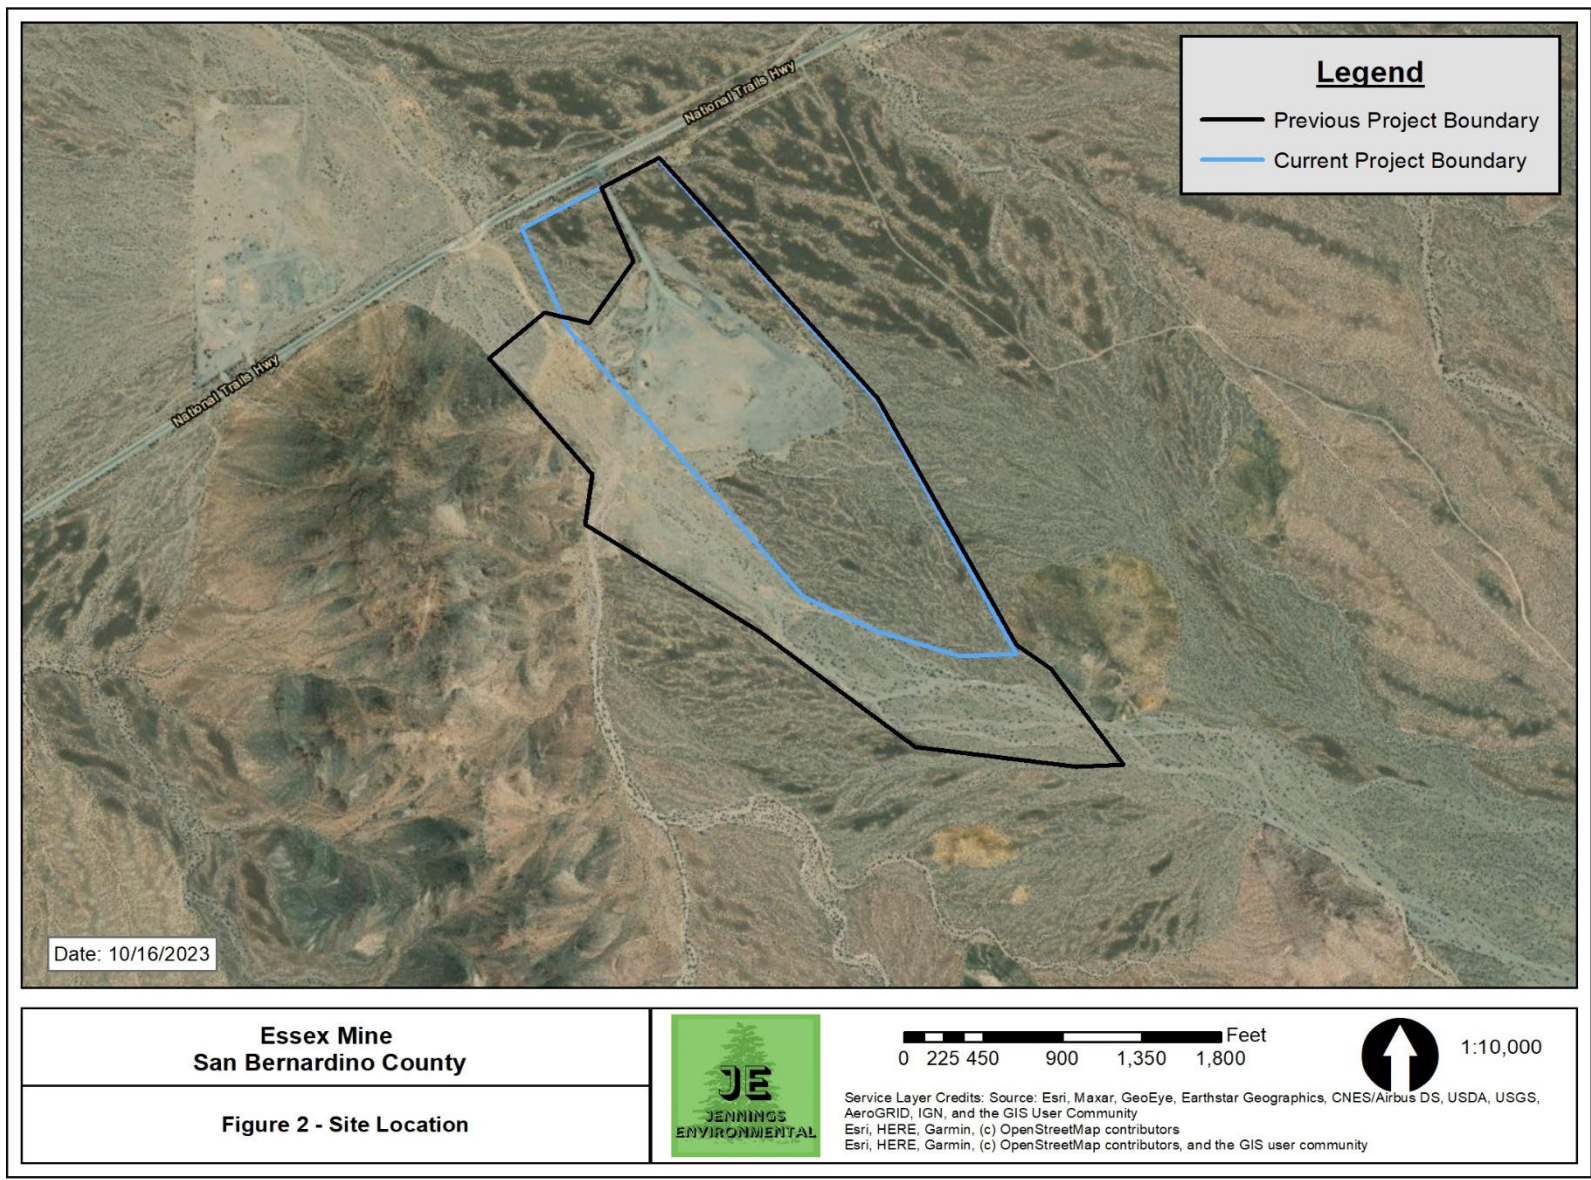 National Trails Hwy
National Trails Hwy
Legend
Previous Project Boundary
Current Project Boundary
Date: 10/16/2023
Essex Mine
San Bernardino County
Figure 2 - Site Location
JE
JENNINGS
ENVIRONMENTAL
Feet
0 225 450 900 1,350 1,800
1:10,000
Service Layer Credits: Source: Esri, Maxar, GeoEye, Earthstar Geographics, CNES/Airbus DS, USDA, USGS,
AeroGRID, IGN, and the GIS User Community
Esri, HERE, Garmin, (c) OpenStreetMap contributors
Esri, HERE, Garmin, (c) OpenStreetMap contributors, and the GIS user community